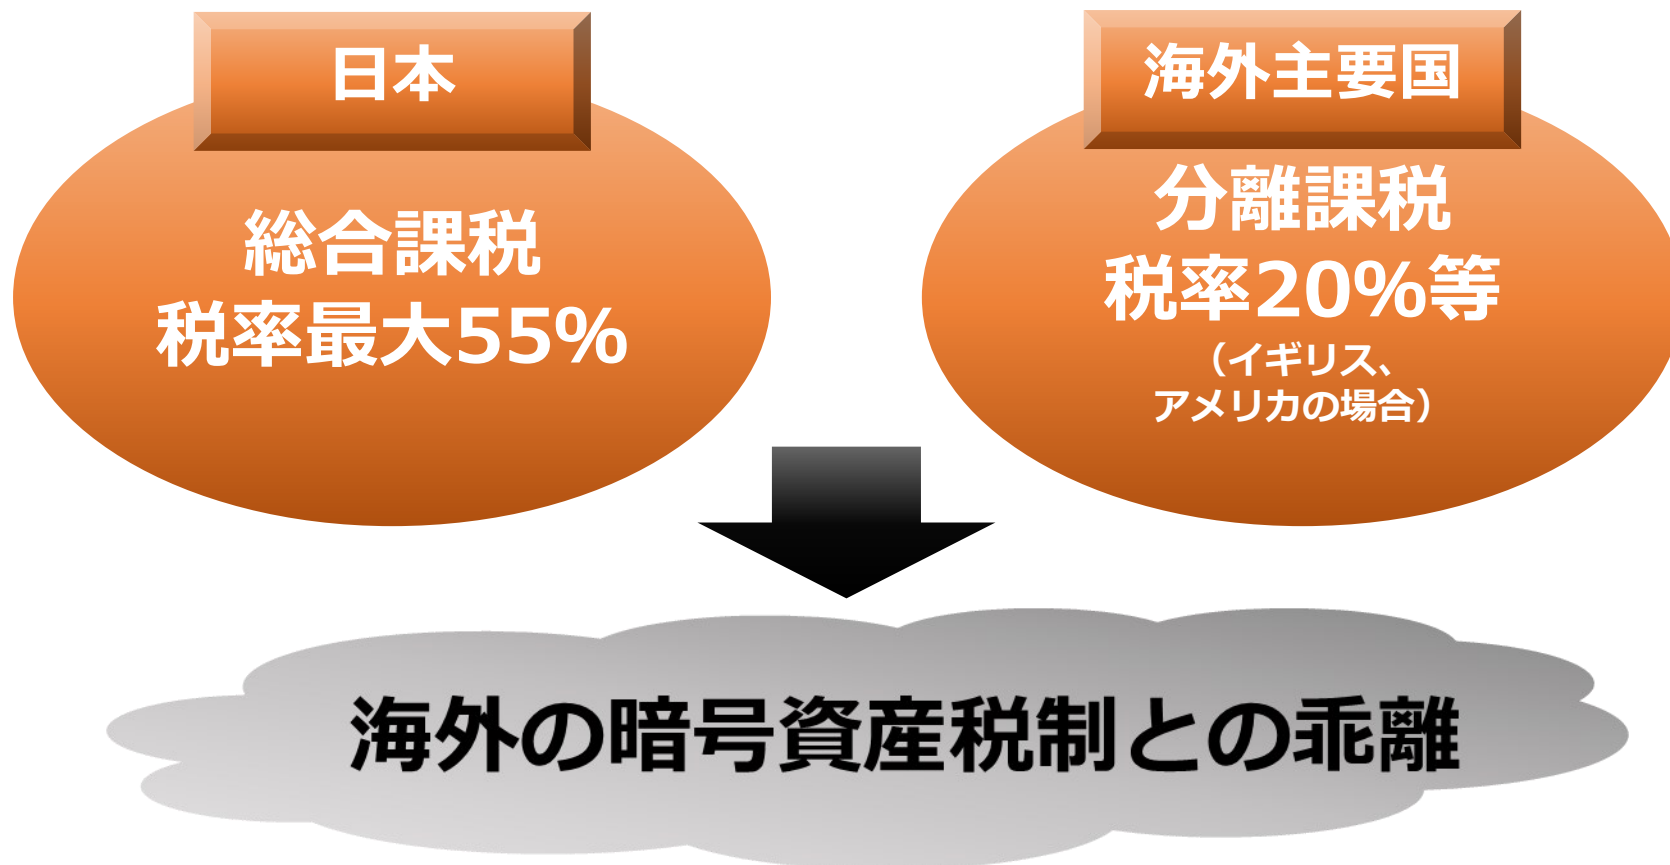 日本
総合課税
税率最大55%
海外主要国
分離課税
税率20%等
（イギリス、
アメリカの場合）
海外の暗号資産税制との乖離